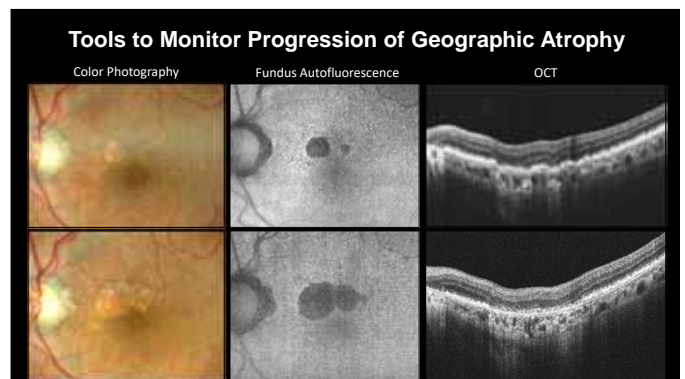 Tools to Monitor Progression of Geographic Atrophy
Color Photography
Fundus Autofluorescence
OCT